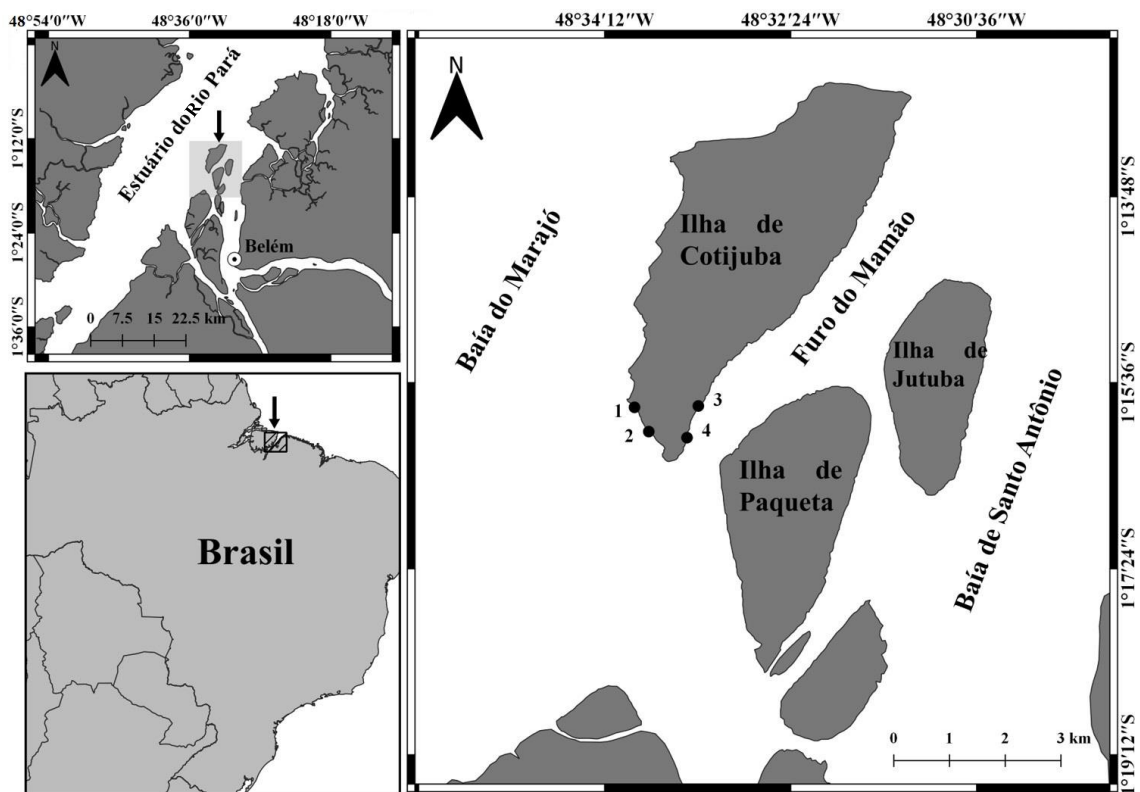 48°54'0"W 48°36'0"W 48°18'0"W
N
Estuário do Rio Pará
1°12'0"S
1°24'0"S
1°36'0"S
Belém
0 7.5 15 22.5 km
Brasil
48°34'12"W 48°32'24"W 48°30'36"W
N
Baía do Marajó
Ilha de
Cotijuba
Furo do Mamão
Ilha de
Jutuba
1
2
3
4
Ilha de
Paqueta
Baía de Santo Antônio
1°13'48"S
1°15'36"S
1°17'24"S
1°19'12"S
0 1 2 3 km